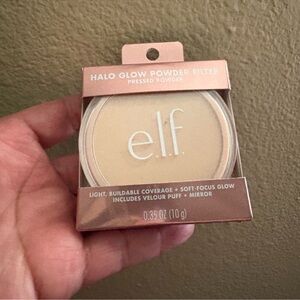 HALO GLOW POWDER FILTER
PRESSED POWDER
e.l.f.
LIGHT, BUILDABLE COVERAGE + SOFT-FOCUS GLOW
INCLUDES VELOUR PUFF + MIRROR
0.35 OZ (10 g)